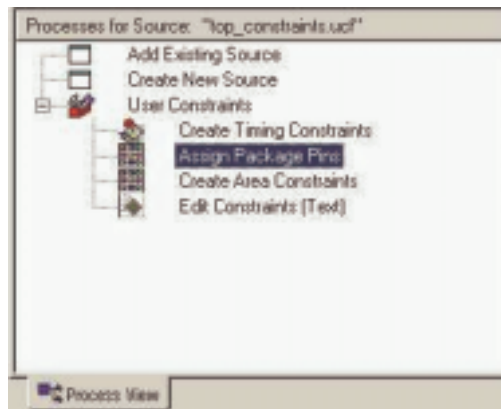 Processes for Source: "top_constraints.ucf"
Add Existing Source
Create New Source
User Constraints
Create Timing Constraints
Assign Package Pins
Create Area Constraints
Edit Constraints (Text)
Process View